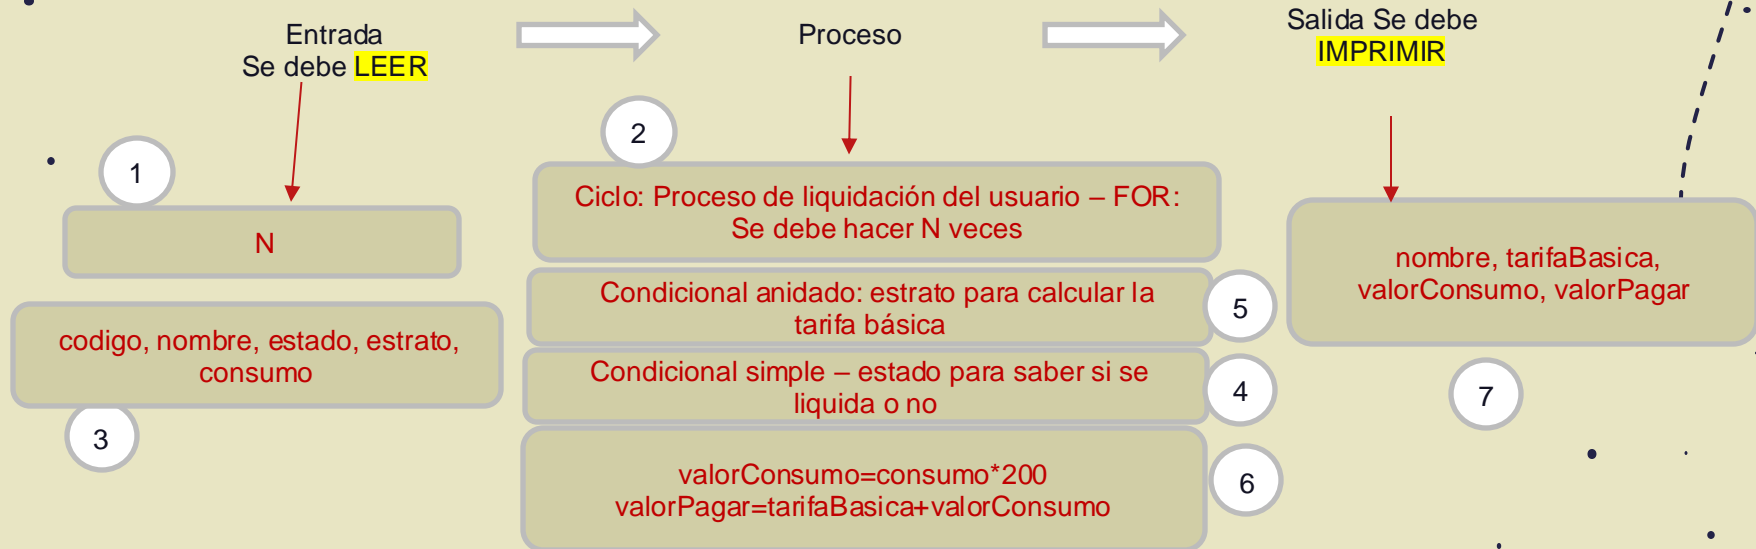 Entrada
Se debe LEER
Proceso
Salida Se debe
IMPRIMIR
1
N
codigo, nombre, estado, estrato,
consumo
3
2
Ciclo: Proceso de liquidación del usuario – FOR:
Se debe hacer N veces
Condicional anidado: estrato para calcular la
tarifa básica
5
Condicional simple – estado para saber si se
liquida o no
4
valorConsumo=consumo*200
valorPagar=tarifaBasica+valorConsumo
6
nombre, tarifaBasica,
valorConsumo, valorPagar
7